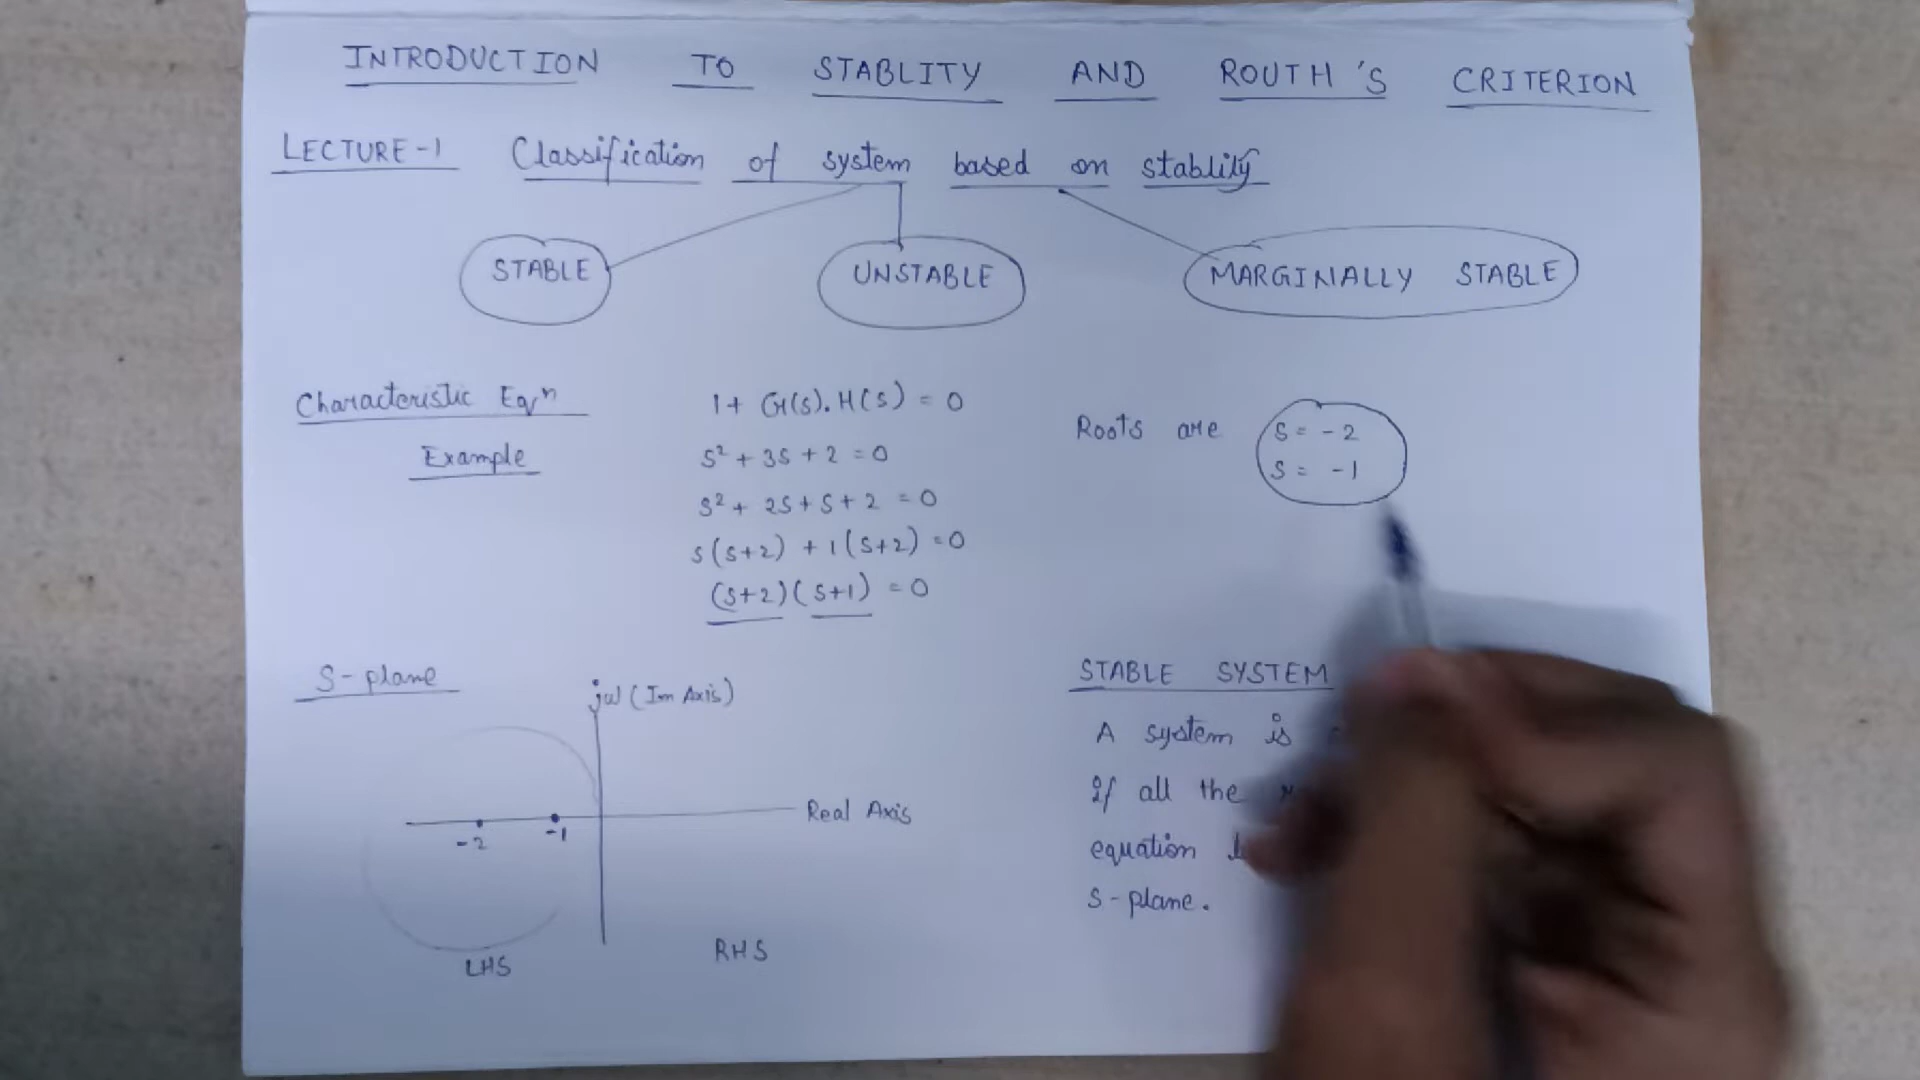 INTRODUCTION TO STABLITY AND ROUTH'S CRITERION
LECTURE-1 Classification of system based on stablity
STABLE UNSTABLE MARGINALLY STABLE
Characteristic Eqⁿ
Example
1 + G(s).H(s) = 0
s² + 3s + 2 = 0
s² + 2s + s + 2 = 0
s(s+2) + 1(s+2) = 0
(s+2)(s+1) = 0
Roots are
s = -2
s = -1
S-plane
jω (Im Axis)
Real Axis
-2 -1
LHS
RHS
STABLE SYSTEM
A system is
If all the
equation
S-plane.